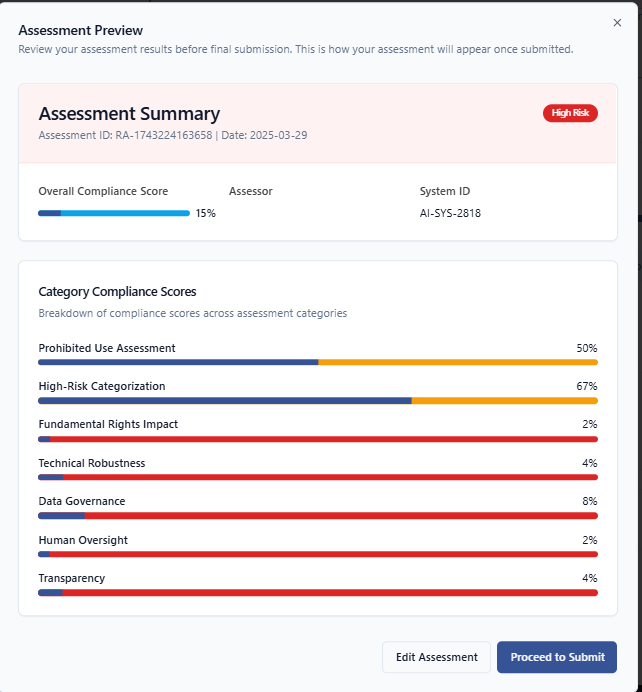 Assessment Preview
Review your assessment results before final submission. This is how your assessment will appear once submitted.
Assessment Summary
High Risk
Assessment ID: RA-1743224163658 | Date: 2025-03-29
Overall Compliance Score
Assessor
System ID
15%
AI-SYS-2818
Category Compliance Scores
Breakdown of compliance scores across assessment categories
Prohibited Use Assessment 50%
High-Risk Categorization 67%
Fundamental Rights Impact 2%
Technical Robustness 4%
Data Governance 8%
Human Oversight 2%
Transparency 4%
Edit Assessment
Proceed to Submit